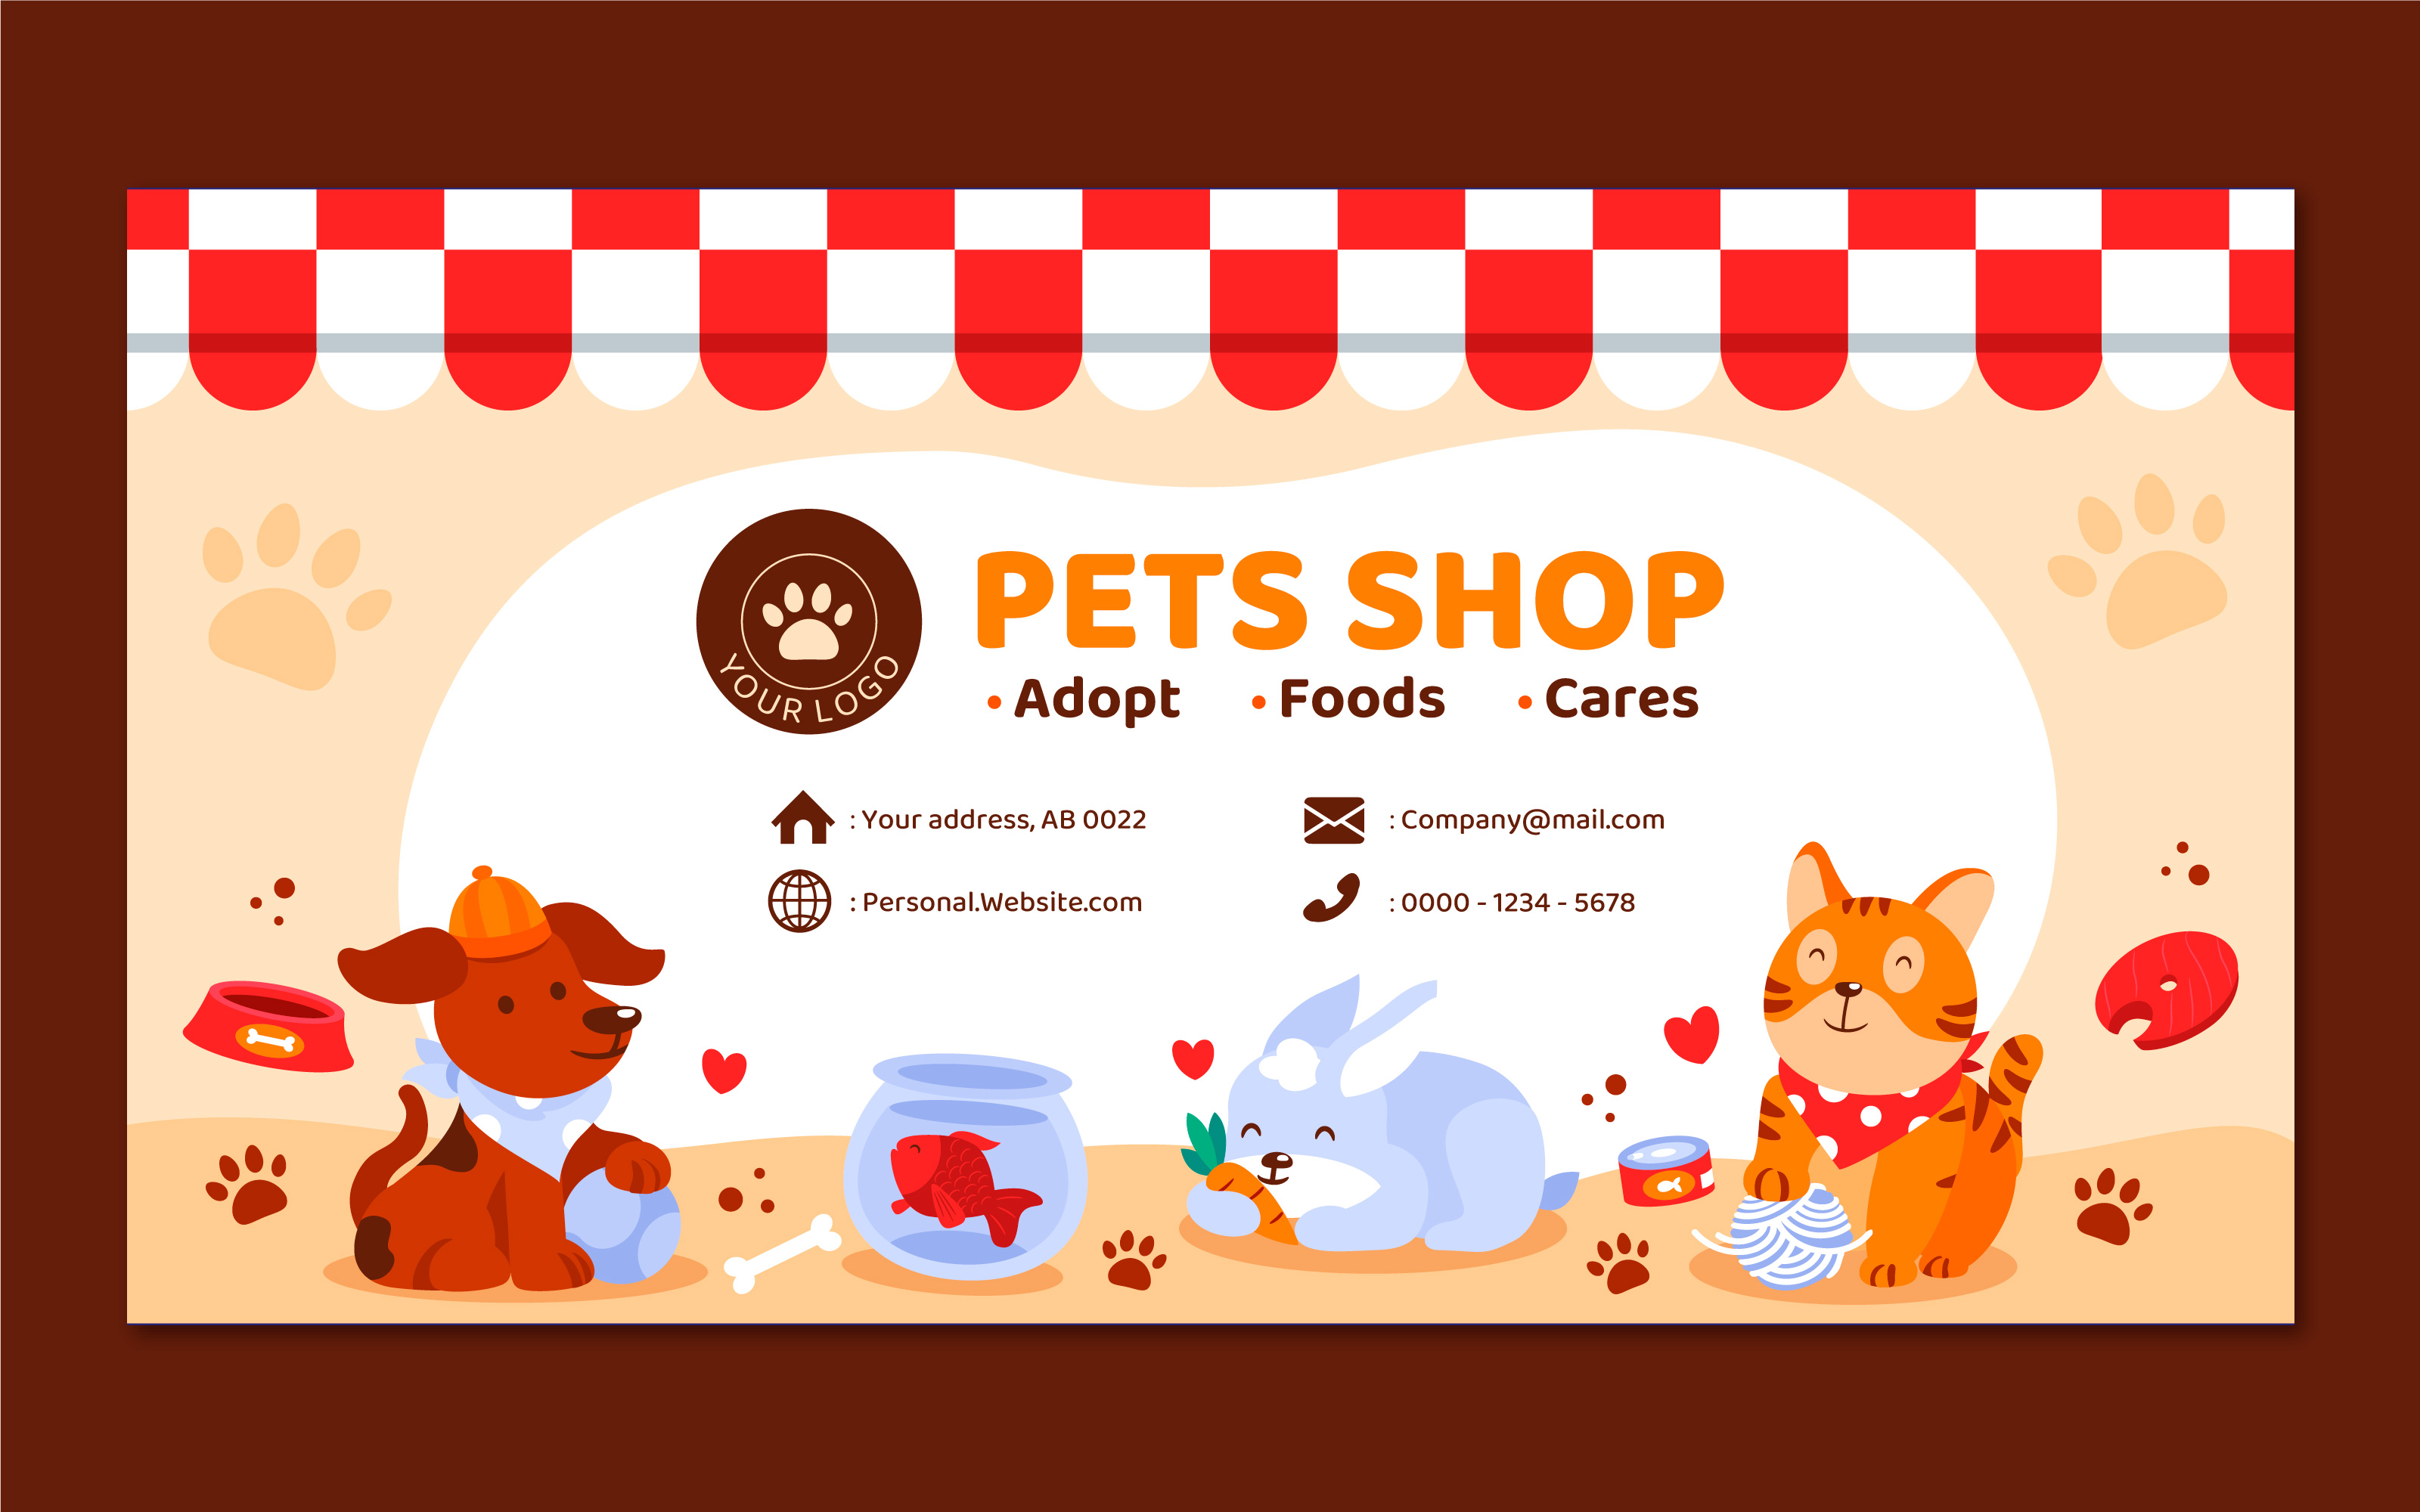 YOUR LOGO
PETS SHOP
• Adopt • Foods • Cares
: Your address, AB 0022
: Company@mail.com
: Personal.Website.com
: 0000 - 1234 - 5678